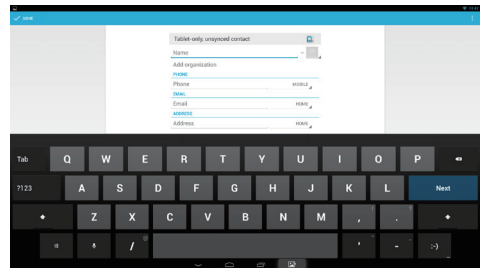 DONE
Tablet-only, unsynced contact
Name
Add organization
PHONE
Phone MOBILE
EMAIL
Email HOME
ADDRESS
Address HOME
Tab Q W E R T Y U I O P
?123 A S D F G H J K L Next
Z X C V B N M , ! . ?
/ @ ' " - _ :-)